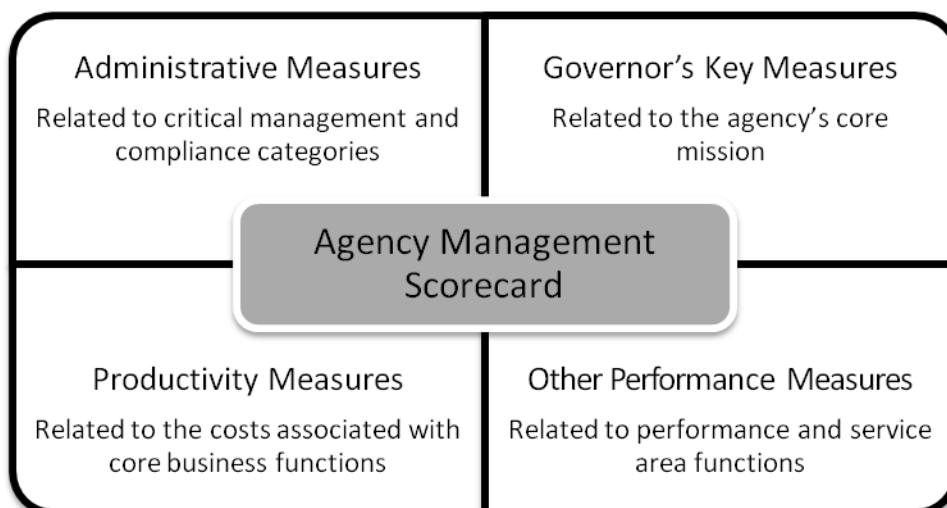 Administrative Measures
Related to critical management and
compliance categories
Governor's Key Measures
Related to the agency's core
mission
Agency Management
Scorecard
Productivity Measures
Related to the costs associated with
core business functions
Other Performance Measures
Related to performance and service
area functions